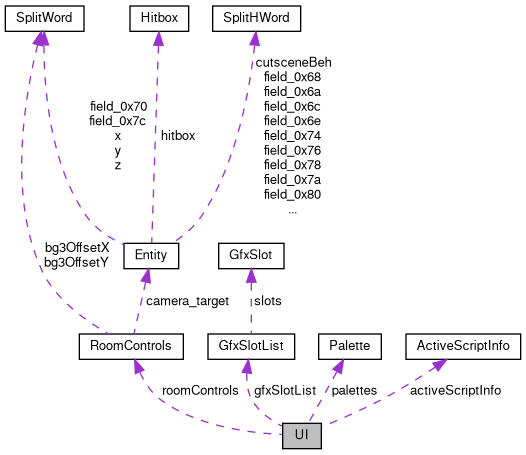 SplitWord
Hitbox
SplitHWord
cutsceneBeh
field_0x68
field_0x6a
field_0x6c
field_0x6e
field_0x74
field_0x76
field_0x78
field_0x7a
field_0x80
...
field_0x70
field_0x7c
x
y
z
hitbox
Entity
GfxSlot
bg3OffsetX
bg3OffsetY
camera_target
slots
RoomControls
GfxSlotList
Palette
ActiveScriptInfo
roomControls
gfxSlotList
palettes
activeScriptInfo
UI